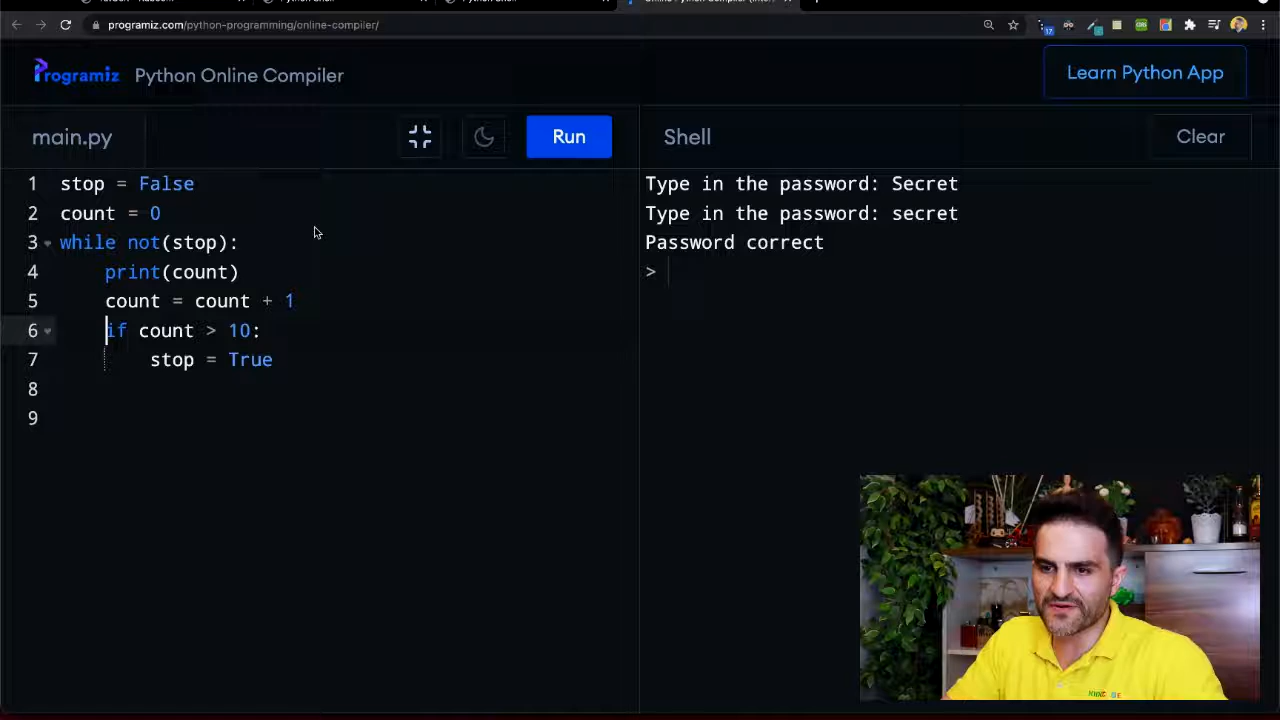 programiz.com/python-programming/online-compiler/
17
Programiz Python Online Compiler
Learn Python App
main.py
Run
Shell
Clear
1 stop = False
2 count = 0
3 while not(stop):
4 print(count)
5 count = count + 1
6 if count > 10:
7 stop = True
8
9
Type in the password: Secret
Type in the password: secret
Password correct
>